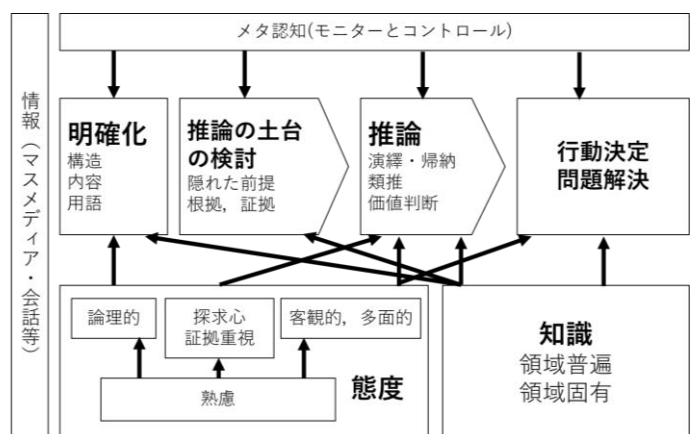 情報（マスメディア・会話等）
メタ認知(モニターとコントロール)
明確化
構造
内容
用語
推論の土台
の検討
隠れた前提
根拠，証拠
推論
演繹・帰納
類推
価値判断
行動決定
問題解決
論理的
探求心
証拠重視
客観的，多面的
熟慮
態度
知識
領域普遍
領域固有